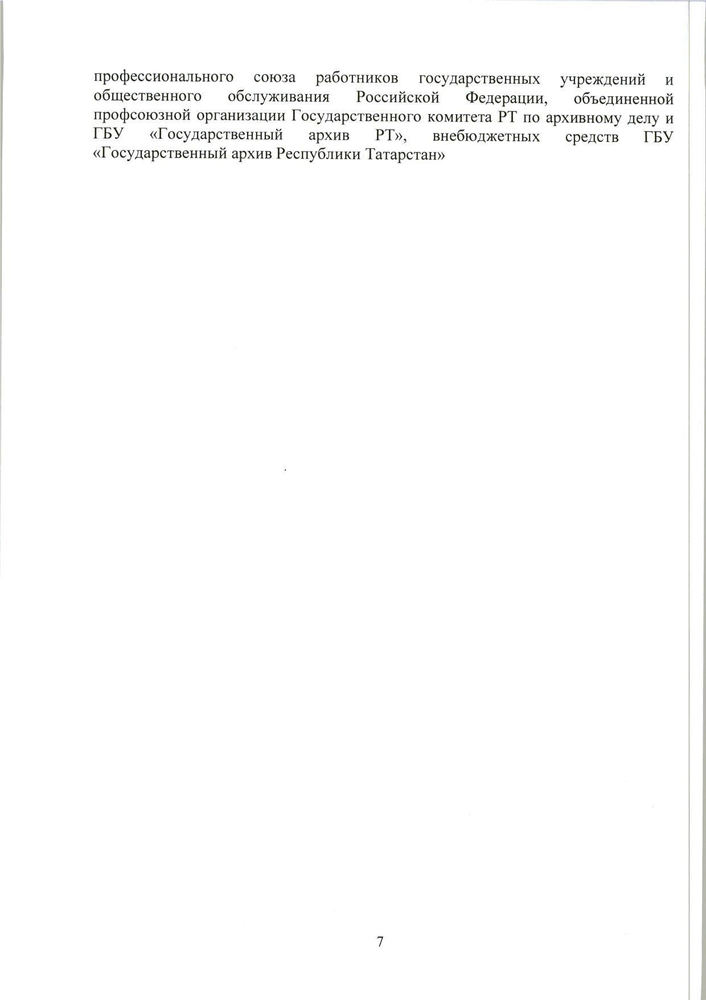 профессионального союза работников государственных учреждений и
общественного обслуживания Российской Федерации, объединенной
профсоюзной организации Государственного комитета РТ по архивному делу и
ГБУ «Государственный архив РТ», внебюджетных средств ГБУ
«Государственный архив Республики Татарстан»
7